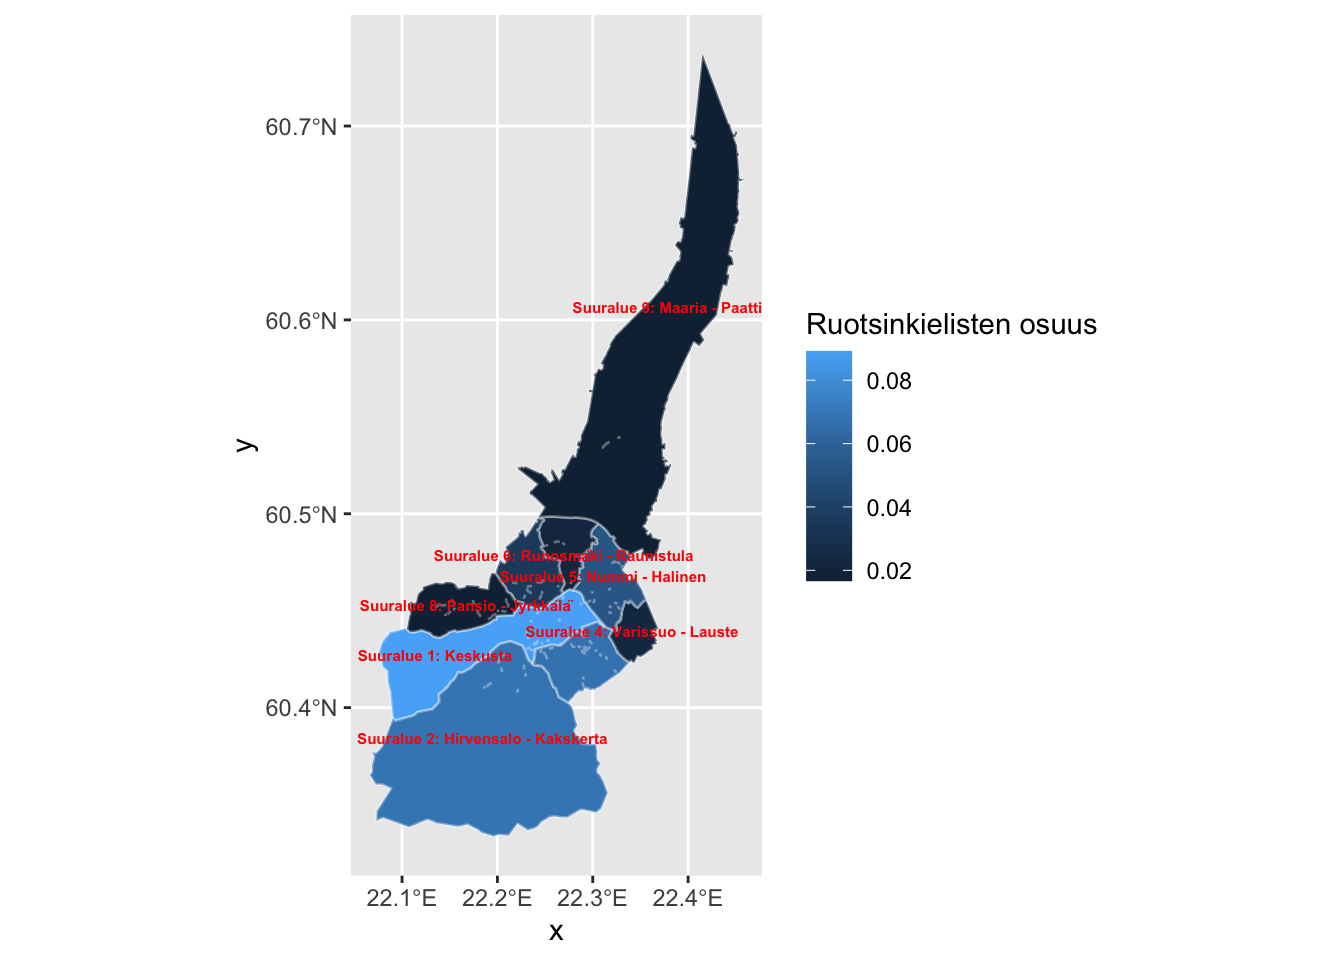 60.7°N
60.6°N
60.5°N
60.4°N
y
Suuralue 9: Maaria - Paatti
Suuralue 6: Runosmäki - Raunistula
Suuralue 5: Nummi - Halinen
Suuralue 8: Pansio - Jyrkkälä
Suuralue 4: Varissuo - Lauste
Suuralue 1: Keskusta
Suuralue 2: Hirvensalo - Kakskerta
22.1°E 22.2°E 22.3°E 22.4°E
x
Ruotsinkielisten osuus
0.08
0.06
0.04
0.02